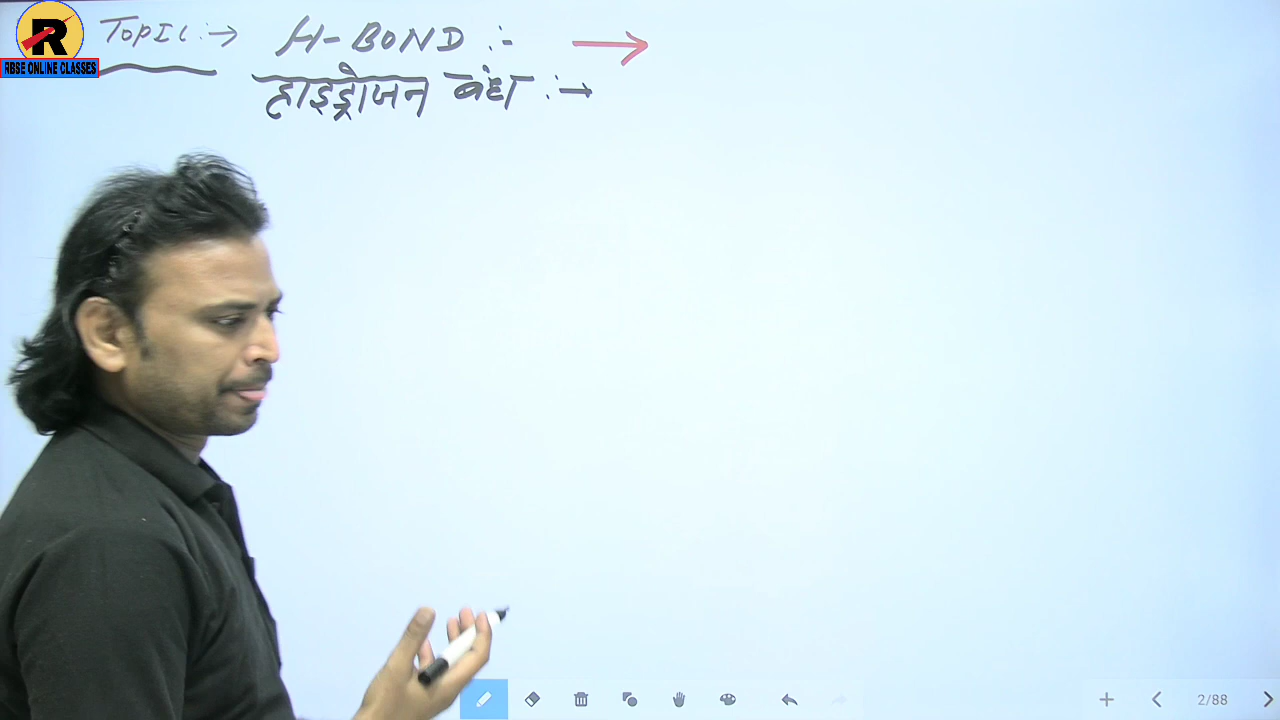 R
RBSE ONLINE CLASSES
TOPIC :→ H-BOND :- →
हाइड्रोजन बंध :→
2/88